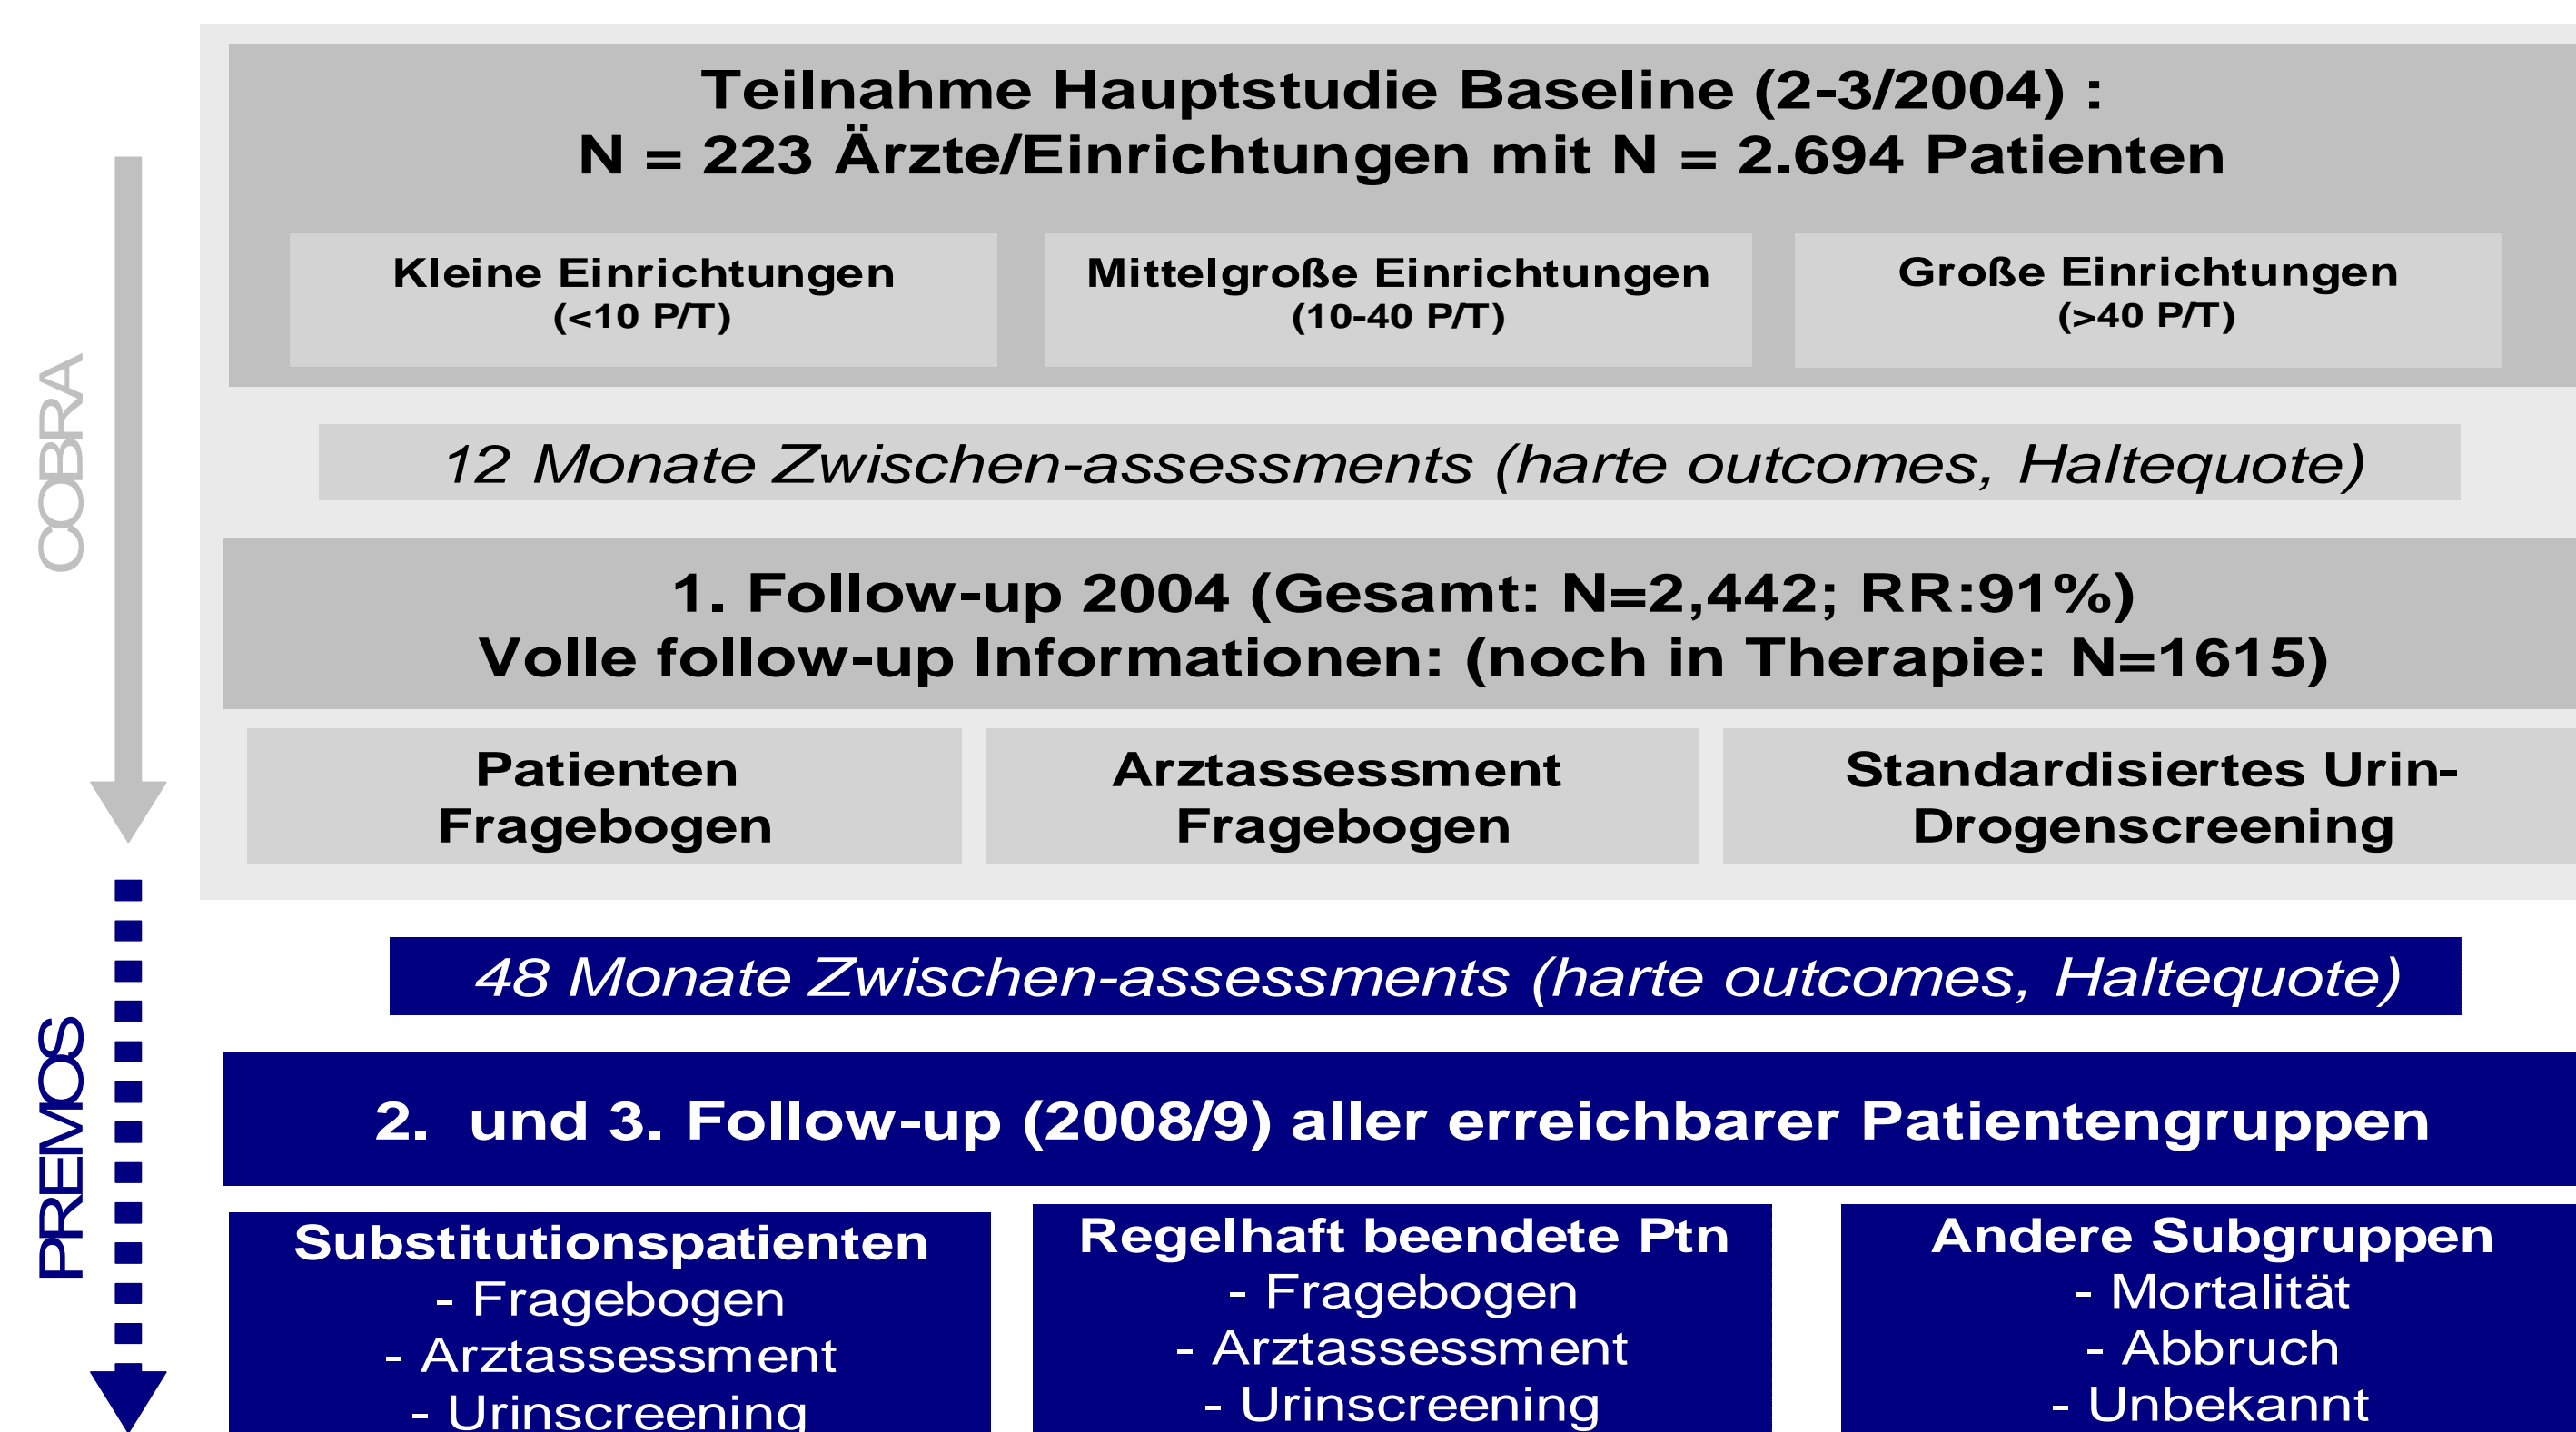 Teilnahme Hauptstudie Baseline (2-3/2004) :
N = 223 Ärzte/Einrichtungen mit N = 2.694 Patienten
Kleine Einrichtungen
(<10 P/T)
Mittelgroße Einrichtungen
(10-40 P/T)
Große Einrichtungen
(>40 P/T)
COBRA
12 Monate Zwischen-assessments (harte outcomes, Haltequote)
1. Follow-up 2004 (Gesamt: N=2,442; RR:91%)
Volle follow-up Informationen: (noch in Therapie: N=1615)
Patienten
Fragebogen
Arztassessment
Fragebogen
Standardisiertes Urin-
Drogenscreening
PREMOS
48 Monate Zwischen-assessments (harte outcomes, Haltequote)
2. und 3. Follow-up (2008/9) aller erreichbarer Patientengruppen
Substitutionspatienten
- Fragebogen
- Arztassessment
- Urinscreening
Regelhaft beendete Ptn
- Fragebogen
- Arztassessment
- Urinscreening
Andere Subgruppen
- Mortalität
- Abbruch
- Unbekannt